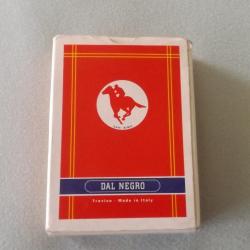 DAL NEGRO
Treviso - Made in Italy